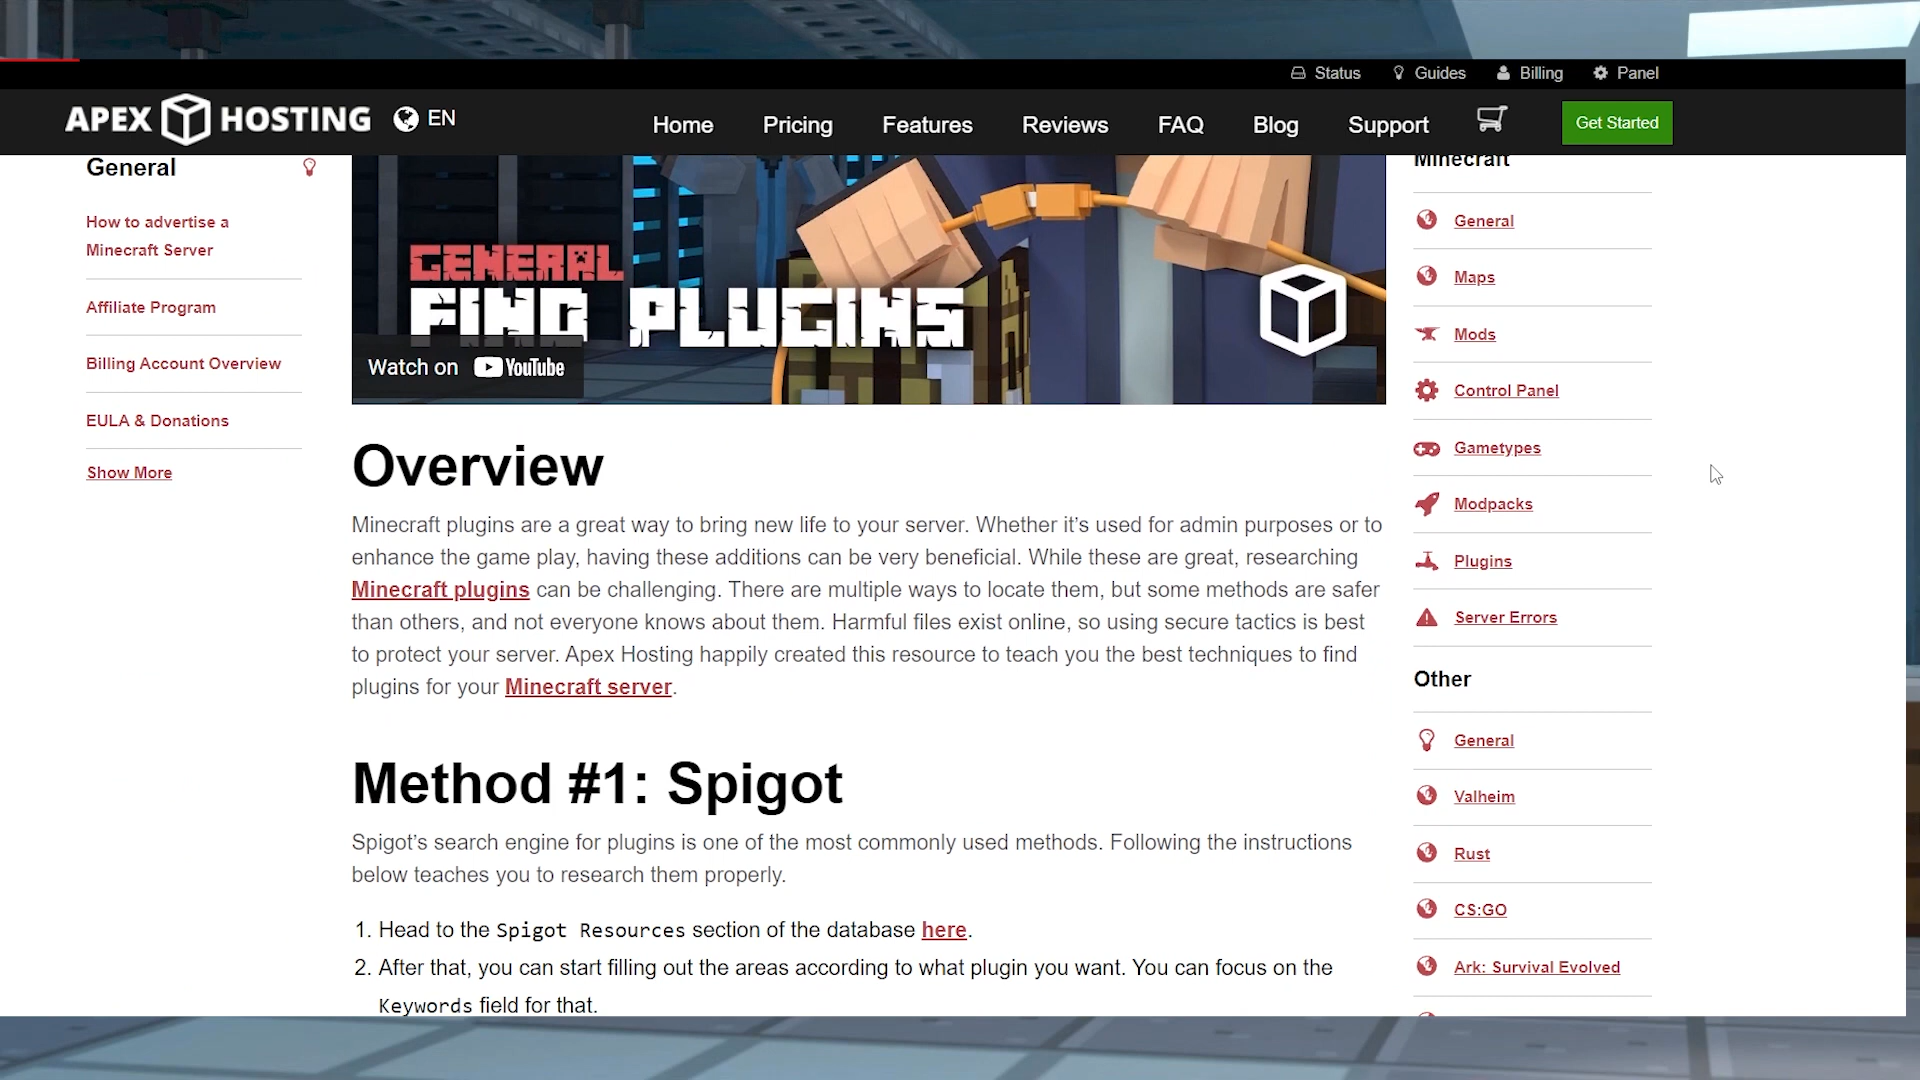 Status Guides Billing Panel
APEX HOSTING EN
Home Pricing Features Reviews FAQ Blog Support Get Started
General
How to advertise a
Minecraft Server
Affiliate Program
Billing Account Overview
EULA & Donations
Show More
GENERAL
FIND PLUGINS
Watch on YouTube
Overview
Minecraft plugins are a great way to bring new life to your server. Whether it's used for admin purposes or to
enhance the game play, having these additions can be very beneficial. While these are great, researching
Minecraft plugins can be challenging. There are multiple ways to locate them, but some methods are safer
than others, and not everyone knows about them. Harmful files exist online, so using secure tactics is best
to protect your server. Apex Hosting happily created this resource to teach you the best techniques to find
plugins for your Minecraft server.
Method #1: Spigot
Spigot's search engine for plugins is one of the most commonly used methods. Following the instructions
below teaches you to research them properly.
1. Head to the Spigot Resources section of the database here.
2. After that, you can start filling out the areas according to what plugin you want. You can focus on the
Keywords field for that.
Minecraft
General
Maps
Mods
Control Panel
Gametypes
Modpacks
Plugins
Server Errors
Other
General
Valheim
Rust
CS:GO
Ark: Survival Evolved